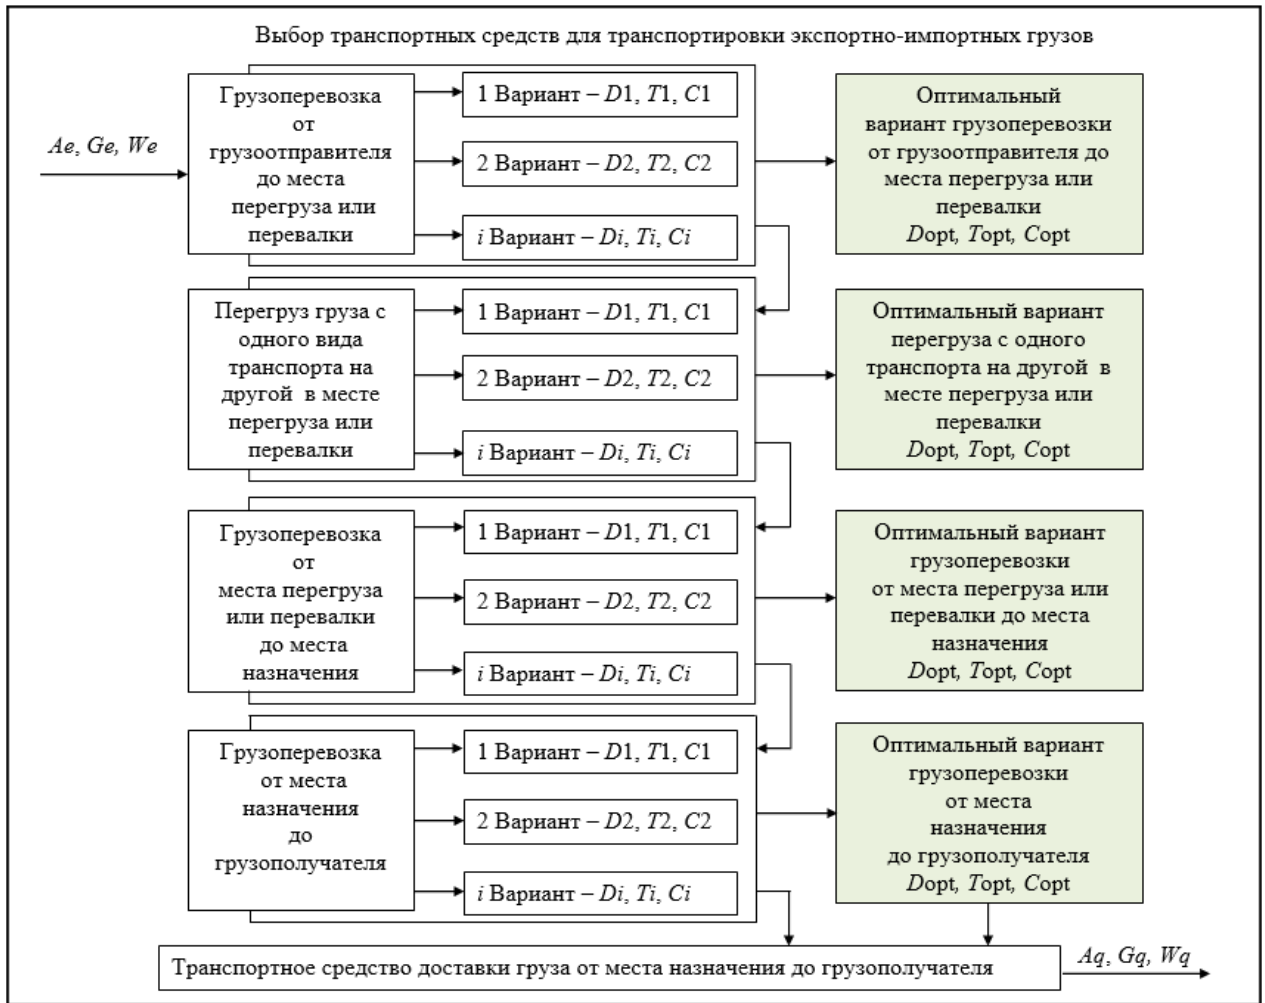 Выбор транспортных средств для транспортировки экспортно-импортных грузов
Ae, Ge, We
Грузоперевозка
от
грузоотправителя
до места
перегруза или
перевалки
1 Вариант – D1, T1, C1
2 Вариант – D2, T2, C2
i Вариант – Di, Ti, Ci
Оптимальный
вариант грузоперевозки
от грузоотправителя до
места перегруза или
перевалки
Dopt, Topt, Copt
Перегруз груза с
одного вида
транспорта на
другой в месте
перегруза или
перевалки
1 Вариант – D1, T1, C1
2 Вариант – D2, T2, C2
i Вариант – Di, Ti, Ci
Оптимальный вариант
перегруза с одного
транспорта на другой в
месте перегруза или
перевалки
Dopt, Topt, Copt
Грузоперевозка
от
места перегруза
или перевалки
до места
назначения
1 Вариант – D1, T1, C1
2 Вариант – D2, T2, C2
i Вариант – Di, Ti, Ci
Оптимальный вариант
грузоперевозки
от места перегруза или
перевалки до места
назначения
Dopt, Topt, Copt
Грузоперевозка
от места
назначения
до
грузополучателя
1 Вариант – D1, T1, C1
2 Вариант – D2, T2, C2
i Вариант – Di, Ti, Ci
Оптимальный вариант
грузоперевозки
от места
назначения
до грузополучателя
Dopt, Topt, Copt
Транспортное средство доставки груза от места назначения до грузополучателя
Aq, Gq, Wq